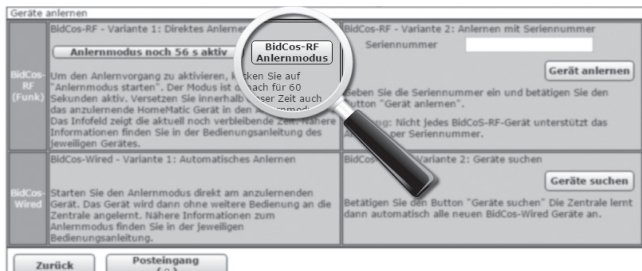 Geräte anlernen
BidCos-RF - Variante 1: Direktes Anlernen
Anlernmodus noch 56 s aktiv
BidCos-RF
Anlernmodus
BidCos-RF - Variante 2: Anlernen mit Seriennummer
Seriennummer
Gerät anlernen
BidCos-
RF
(Funk)
Um den Anlernvorgang zu aktivieren, klicken Sie auf
"Anlernmodus starten". Der Modus ist danach für 60
Sekunden aktiv. Versetzen Sie innerhalb dieser Zeit auch
das anzulernende HomeMatic Gerät in den
Das Infofeld zeigt die aktuell noch verbleibende Zeit. Nähere
Informationen finden Sie in der Bedienungsanleitung des
jeweiligen Gerätes.
Geben Sie die Seriennummer ein und betätigen Sie den
Button "Gerät anlernen".
Nicht jedes BidCoS-RF-Gerät unterstützt das
per Seriennummer.
BidCos-Wired - Variante 1: Automatisches Anlernen
Variante 2: Geräte suchen
Geräte suchen
BidCos-
Wired
Starten Sie den Anlernmodus direkt am anzulernenden
Gerät. Das Gerät wird dann ohne weitere Bedienung an die
Zentrale angelernt. Nähere Informationen zum
Anlernmodus finden Sie in der jeweiligen
Bedienungsanleitung.
Betätigen Sie den Button "Geräte suchen" Die Zentrale lernt
dann automatisch alle neuen BidCos-Wired Geräte an.
Zurück
Posteingang